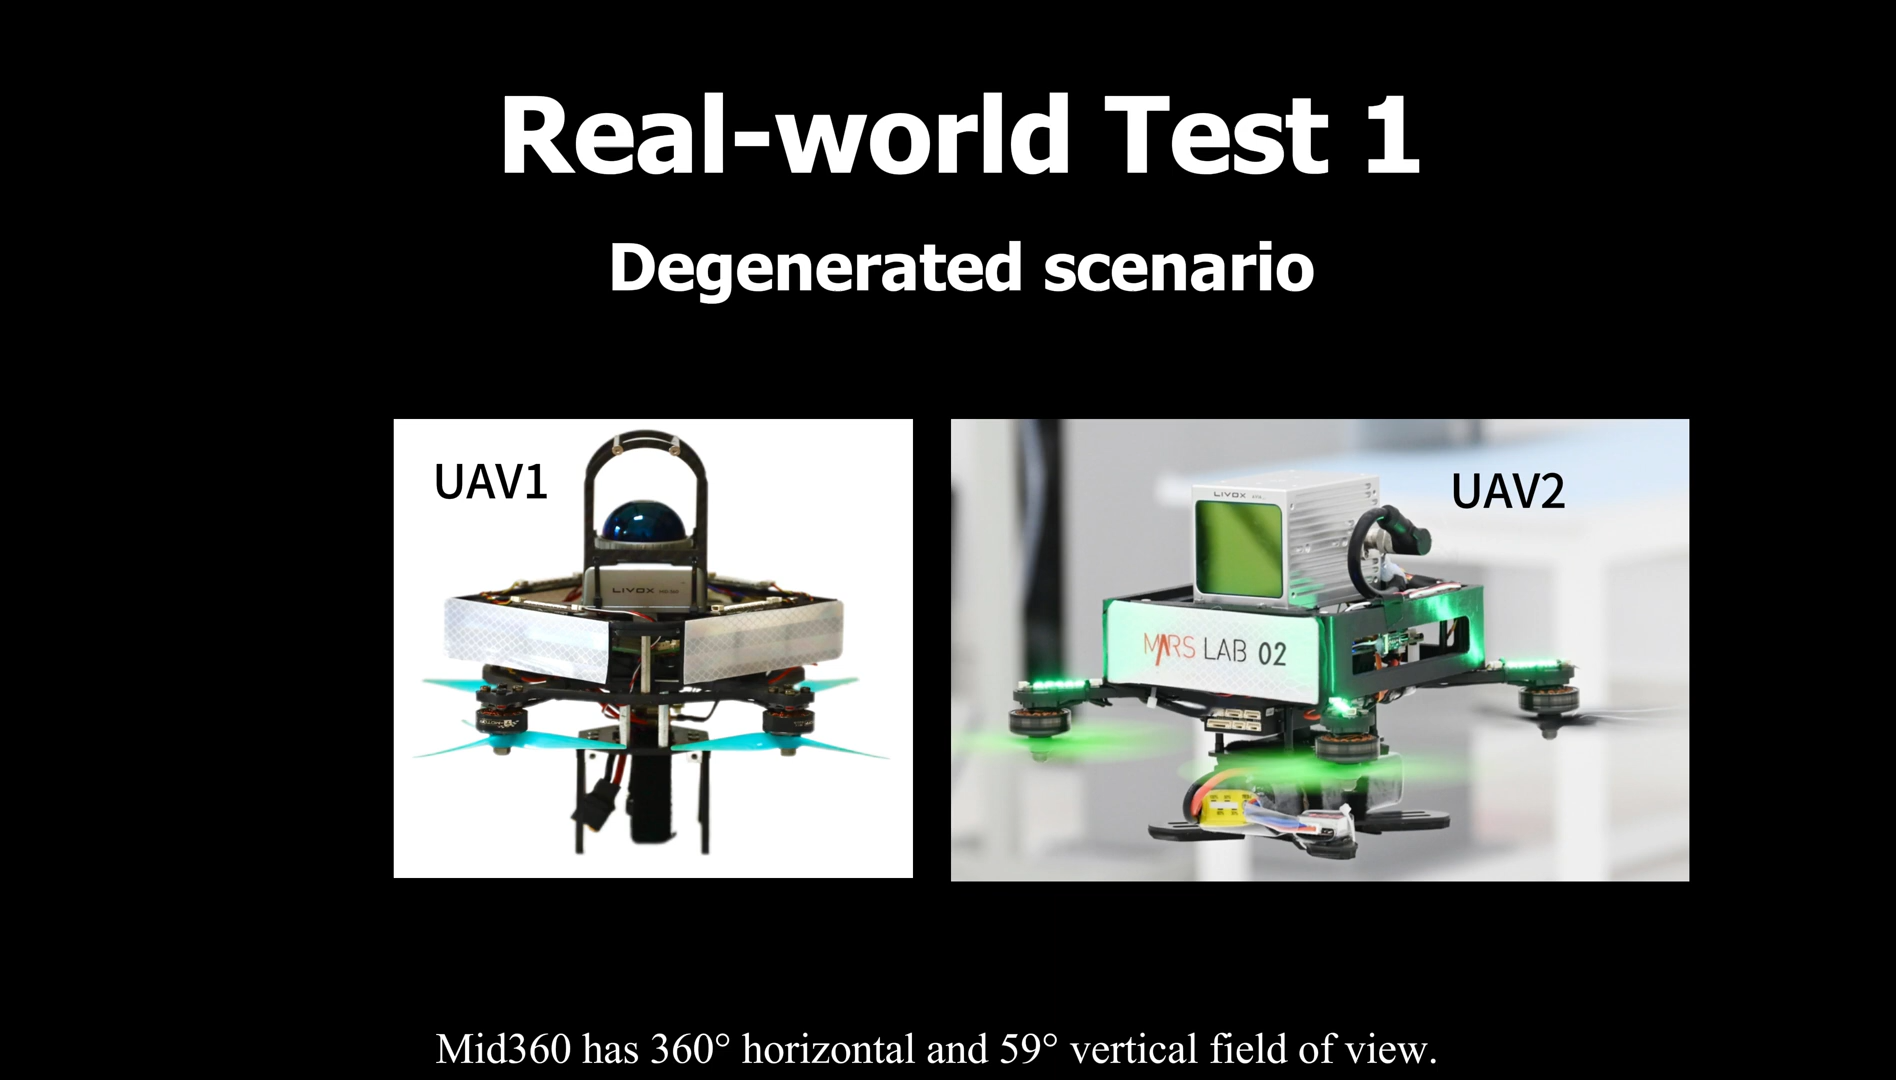 Real-world Test 1
Degenerated scenario
UAV1
LIVOX
UAV2
LIVOX
MARS LAB 02
Mid360 has 360° horizontal and 59° vertical field of view.